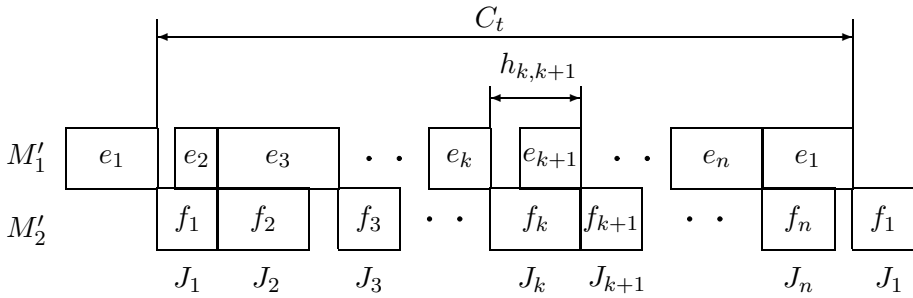 C_t
h_{k,k+1}
M'_1 e_1 e_2 e_3 · · e_k e_{k+1} · · e_n e_1
M'_2 f_1 f_2 f_3 · · f_k f_{k+1} · · f_n f_1
J_1 J_2 J_3 J_k J_{k+1} J_n J_1